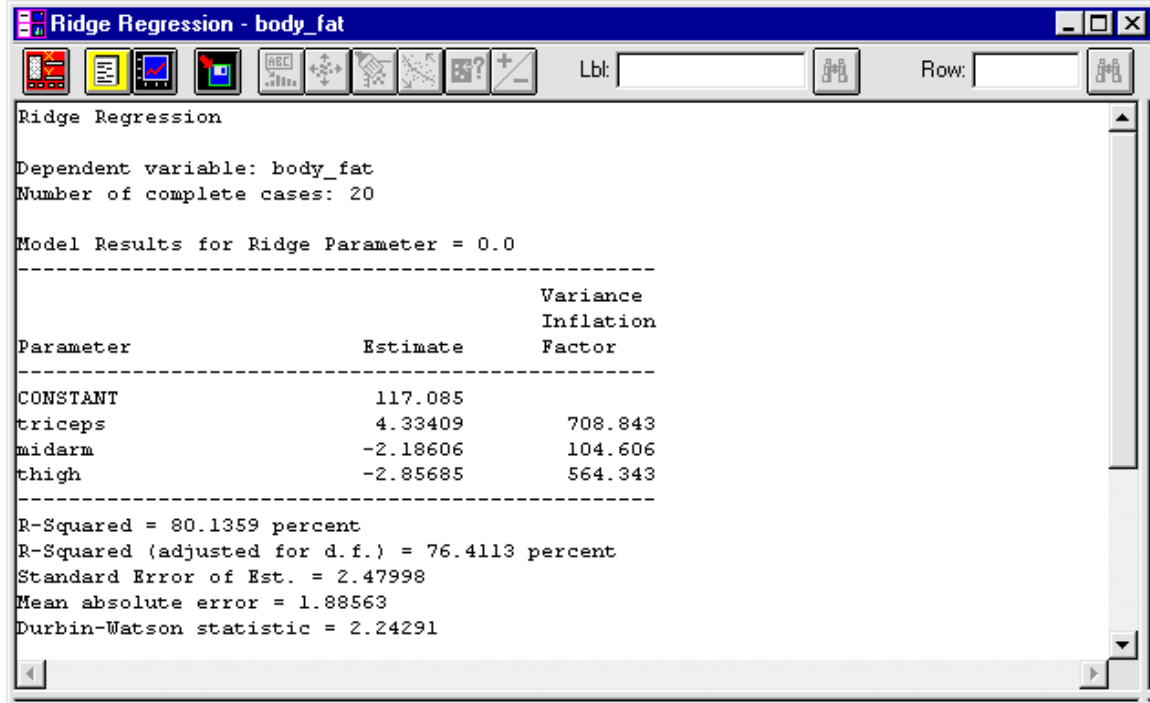 Ridge Regression - body_fat
ABC
Lbl: Row:
Ridge Regression
Dependent variable: body_fat
Number of complete cases: 20
Model Results for Ridge Parameter = 0.0
--------------------------------------------------
Variance
Inflation
Parameter Estimate Factor
--------------------------------------------------
CONSTANT 117.085
triceps 4.33409 708.843
midarm -2.18606 104.606
thigh -2.85685 564.343
--------------------------------------------------
R-Squared = 80.1359 percent
R-Squared (adjusted for d.f.) = 76.4113 percent
Standard Error of Est. = 2.47998
Mean absolute error = 1.88563
Durbin-Watson statistic = 2.24291